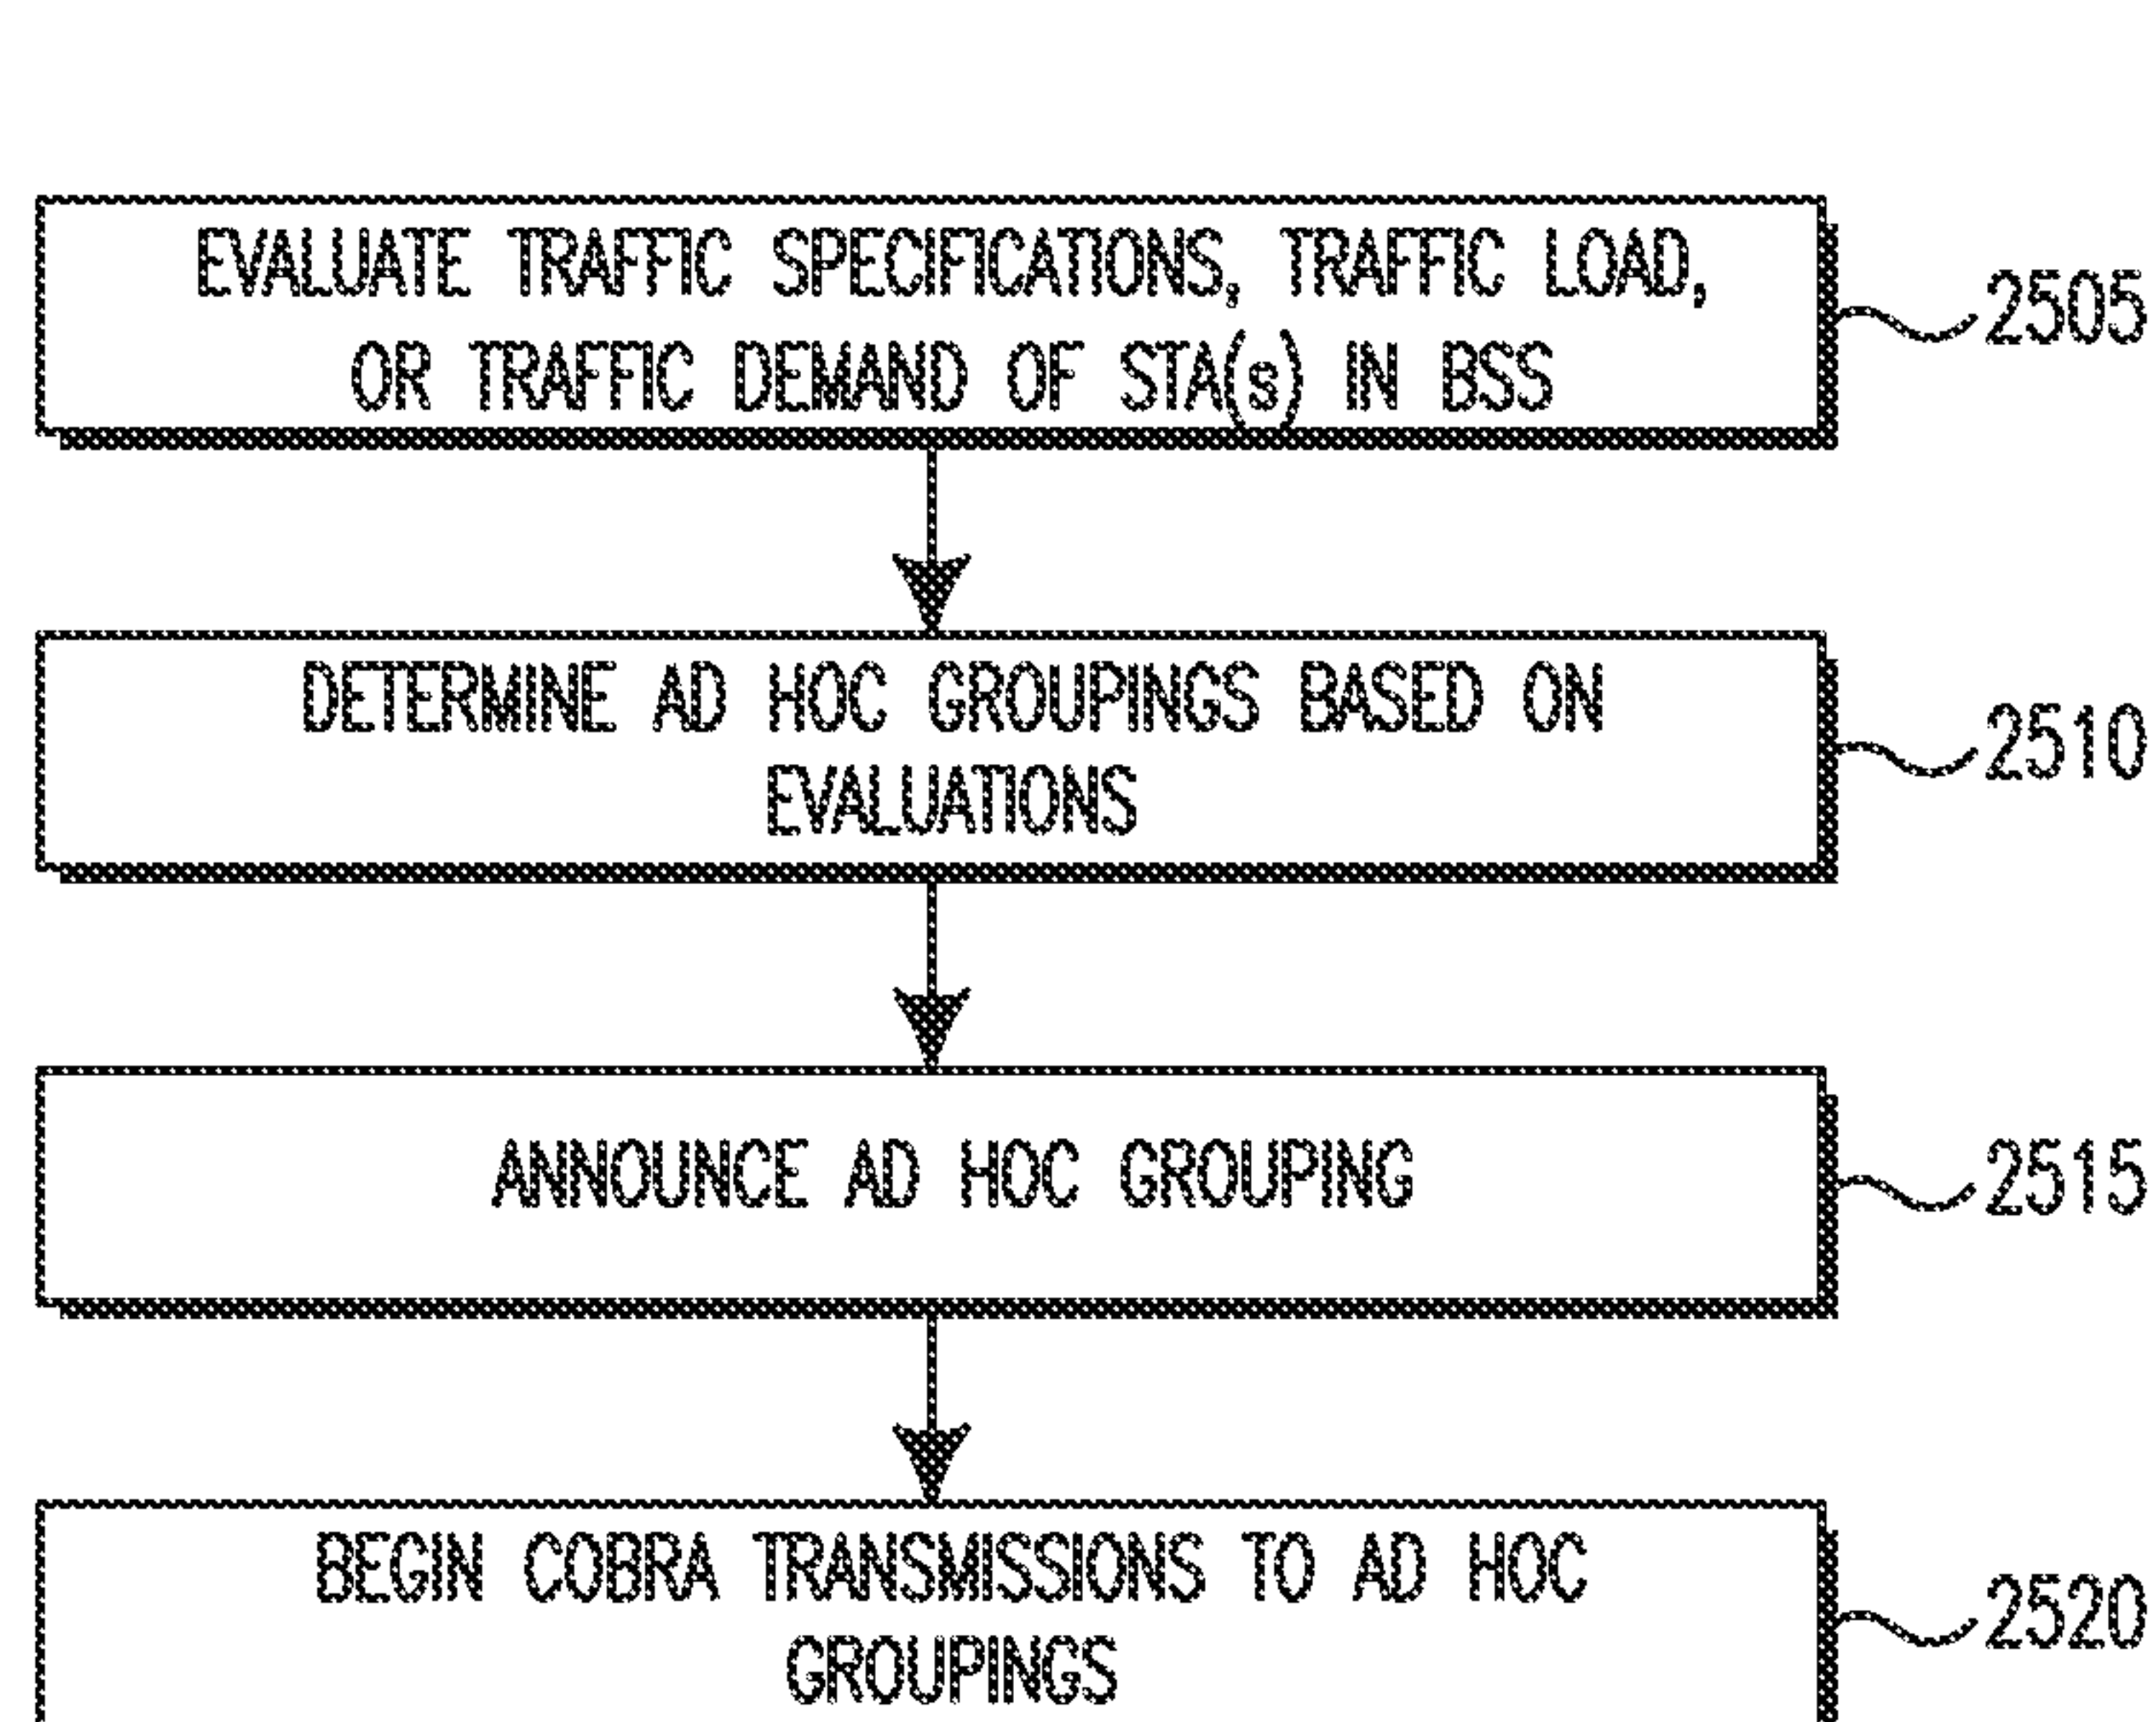 EVALUATE TRAFFIC SPECIFICATIONS, TRAFFIC LOAD,
OR TRAFFIC DEMAND OF STA(s) IN BSS
2505
DETERMINE AD HOC GROUPINGS BASED ON
EVALUATIONS
2510
ANNOUNCE AD HOC GROUPING
2515
BEGIN COBRA TRANSMISSIONS TO AD HOC
GROUPINGS
2520